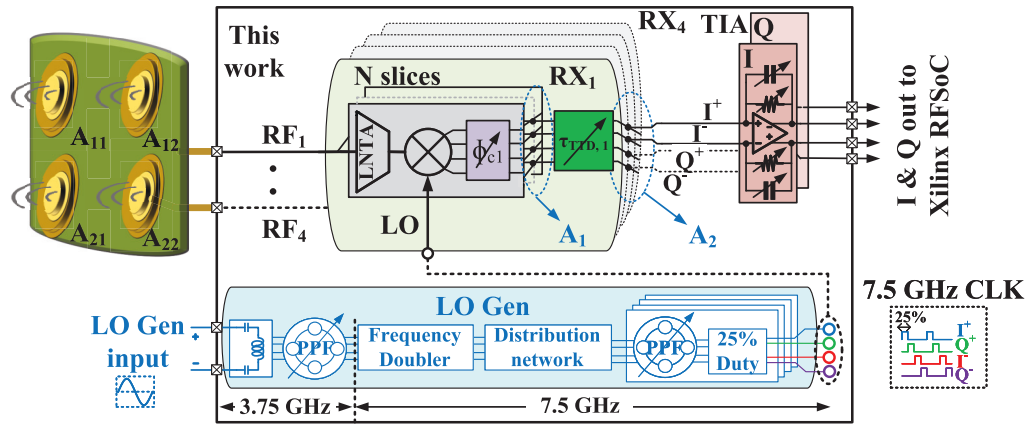 This
work
RX4
TIA
Q
I
N slices
RX1
A11
A12
A21
A22
RF1
RF4
LNTA
ϕc1
τTTD, 1
I+
I-
Q+
Q-
LO
A1
A2
I & Q out to
Xilinx RFSoC
LO Gen
LO Gen
input
+
-
PPF
Frequency
Doubler
Distribution
network
PPF
25%
Duty
7.5 GHz CLK
25%
I+
Q+
I-
Q-
3.75 GHz
7.5 GHz